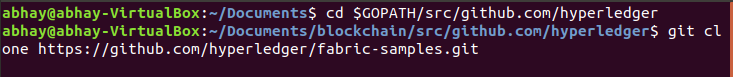 abhay@abhay-VirtualBox:~/Documents$ cd $GOPATH/src/github.com/hyperledger
abhay@abhay-VirtualBox:~/Documents/blockchain/src/github.com/hyperledger$ git cl
one https://github.com/hyperledger/fabric-samples.git